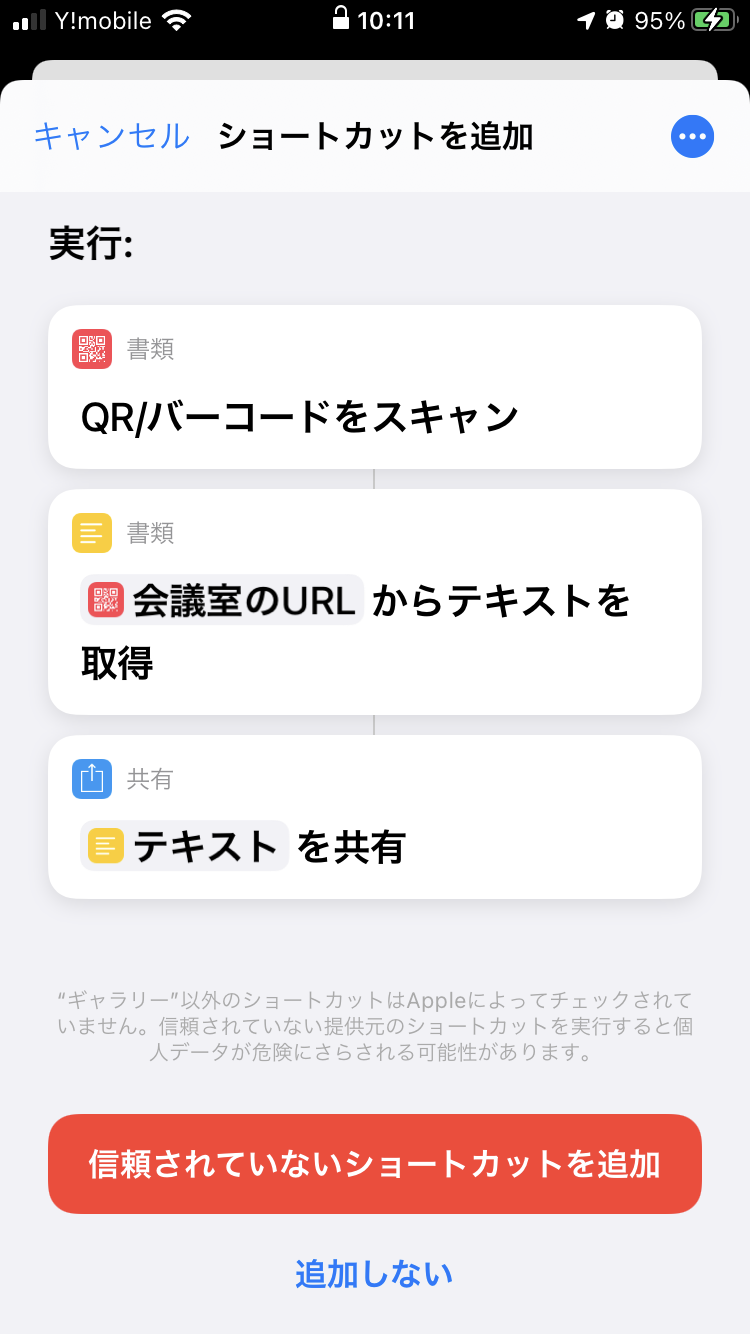 Y!mobile 10:11 95%
キャンセル ショートカットを追加
実行:
書類
QR/バーコードをスキャン
書類
会議室のURL からテキストを
取得
共有
テキスト を共有
“ギャラリー”以外のショートカットはAppleによってチェックされて
いません。信頼されていない提供元のショートカットを実行すると個
人データが危険にさらされる可能性があります。
信頼されていないショートカットを追加
追加しない